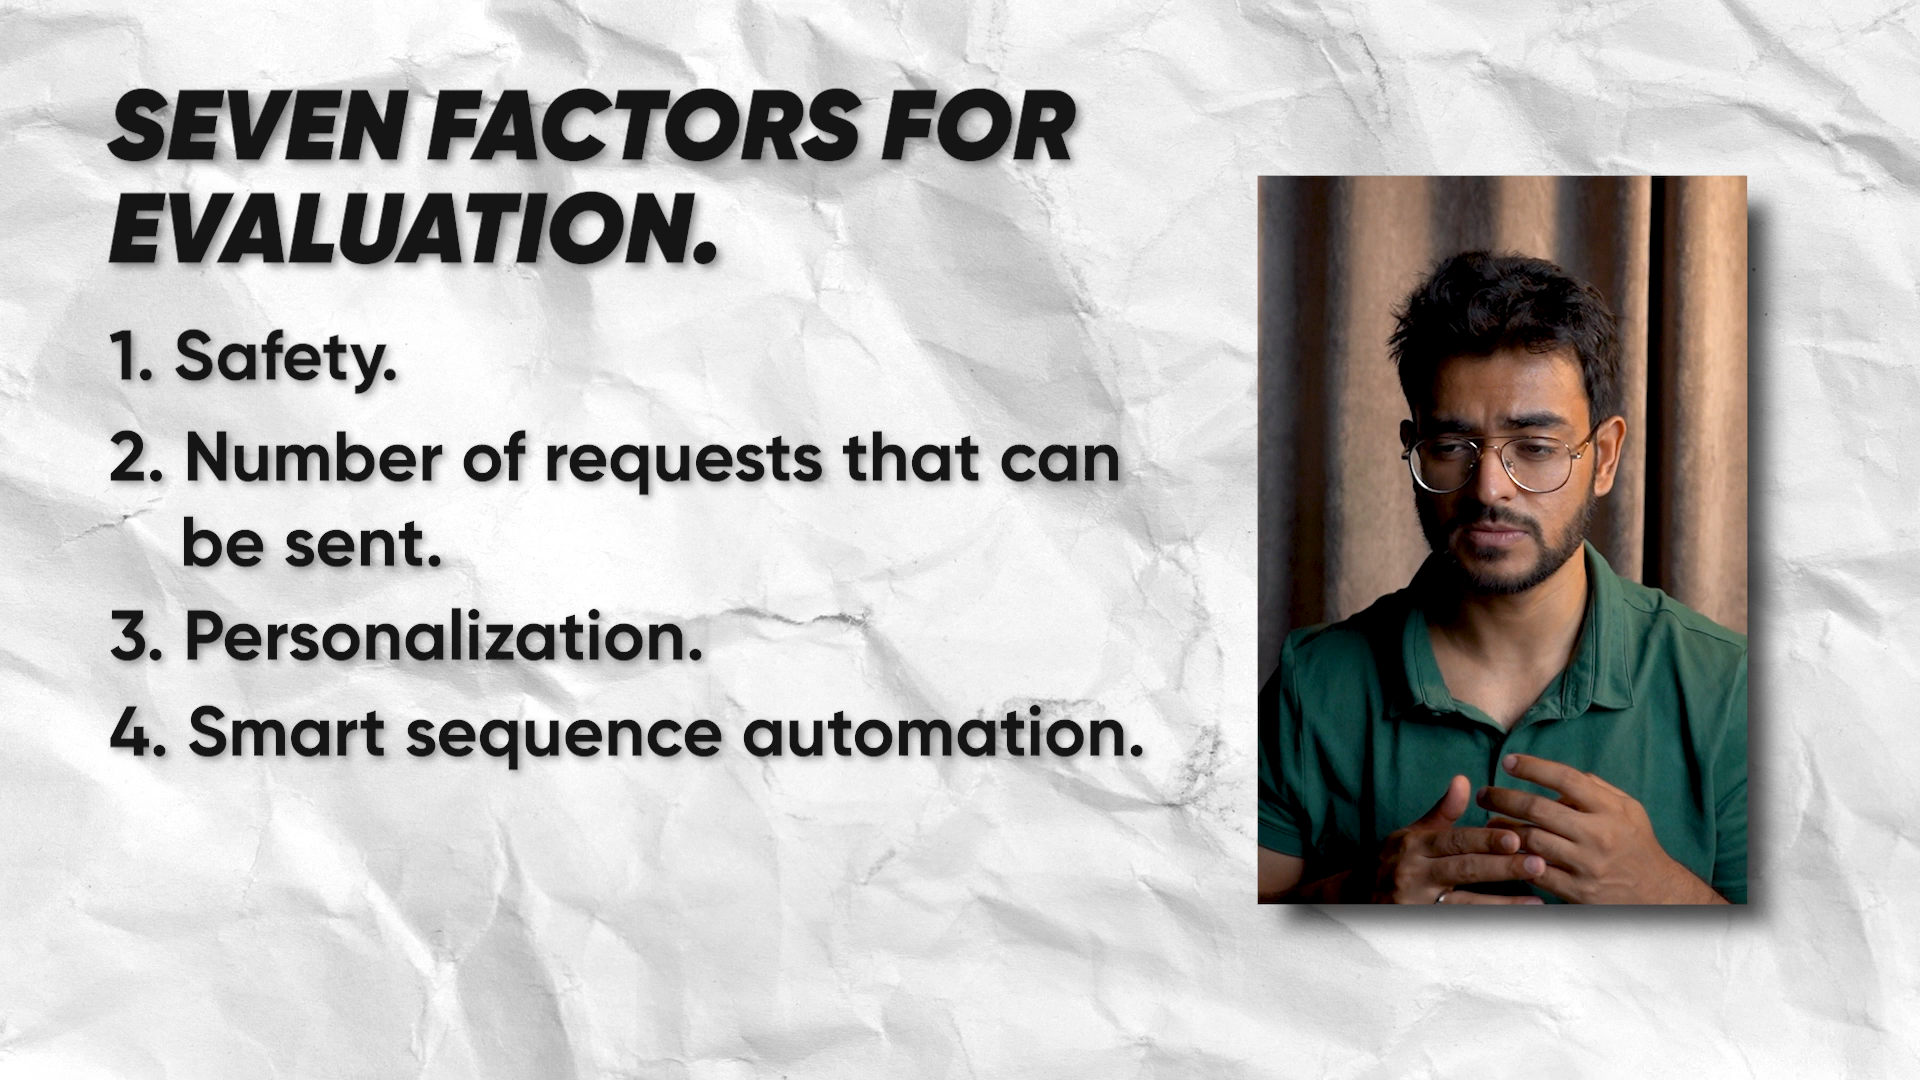 SEVEN FACTORS FOR
EVALUATION.
1. Safety.
2. Number of requests that can
be sent.
3. Personalization.
4. Smart sequence automation.